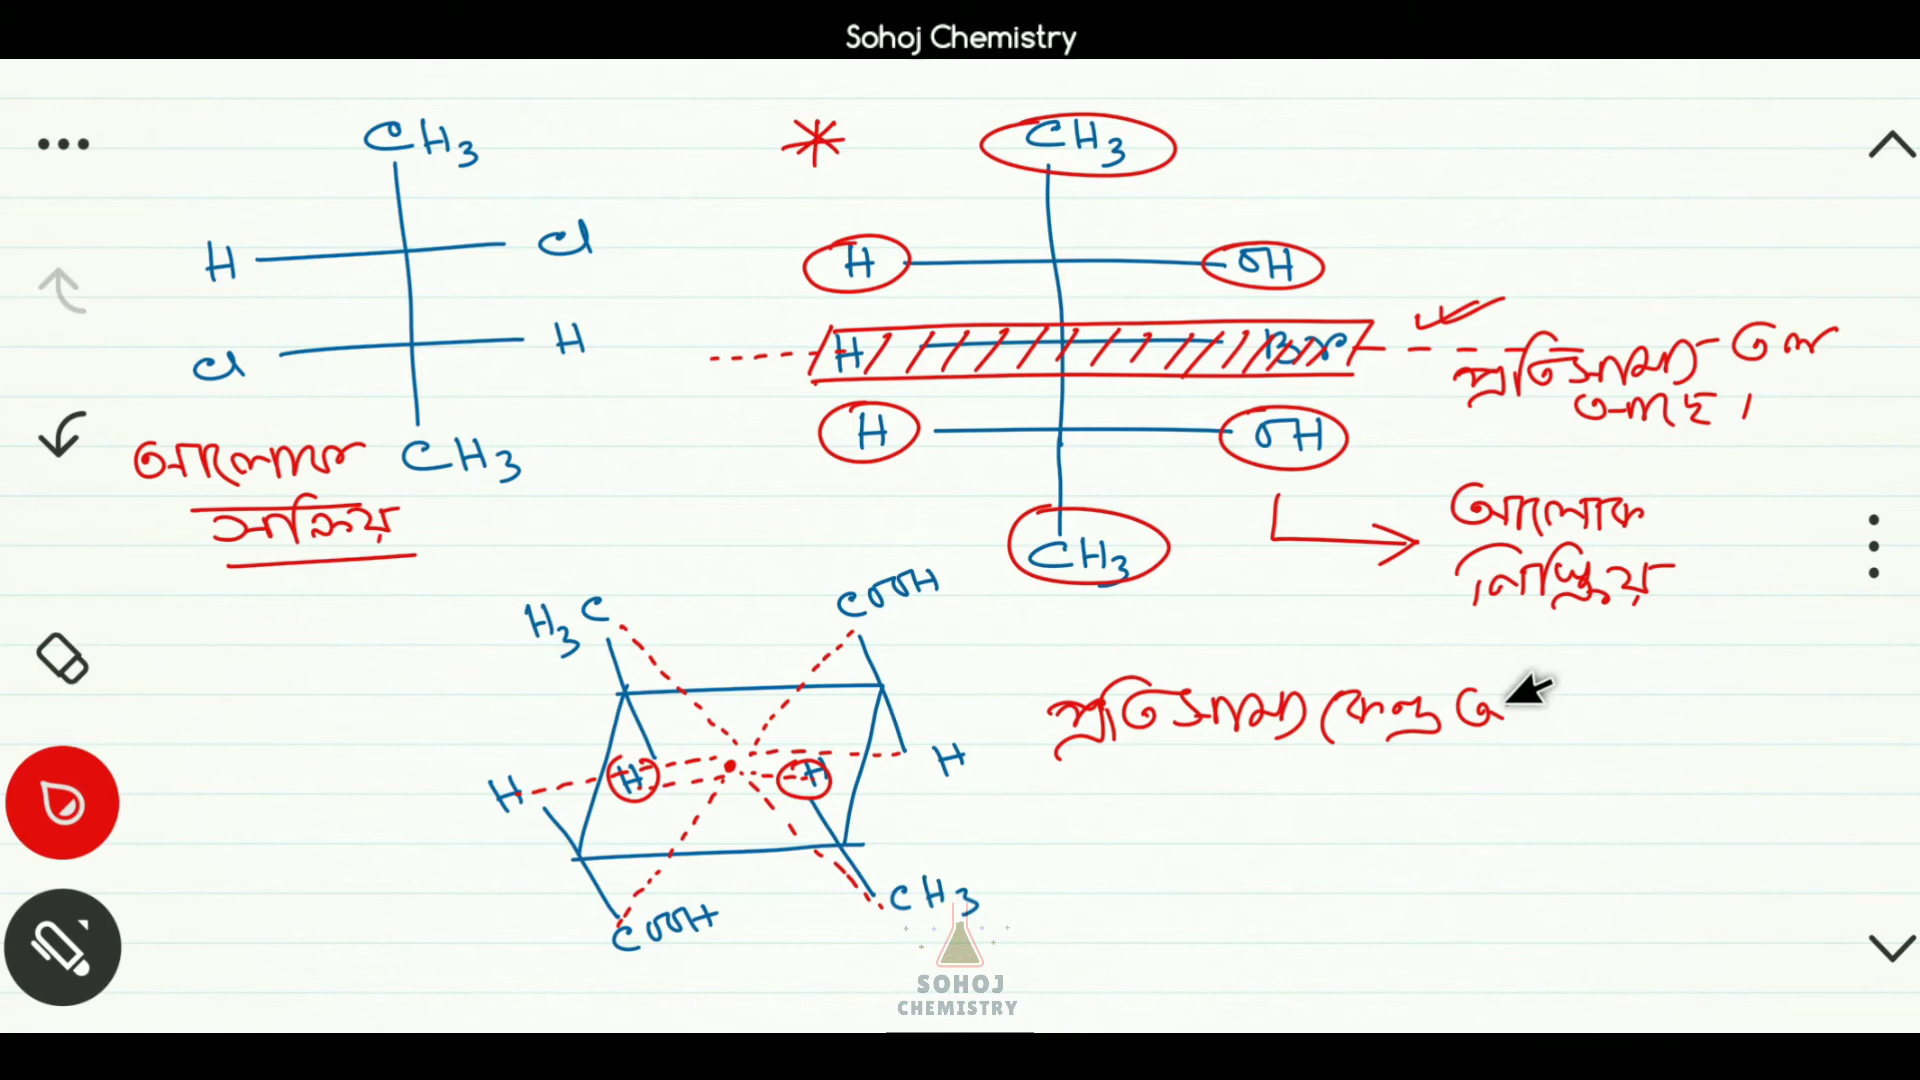 Sohoj Chemistry
CH3
H
Cl
Cl
H
CH3
আলোক
সক্রিয়
CH3
H
OH
H
Br
H
OH
CH3
প্রতিসাম্য তল
আছে।
আলোক
নিষ্ক্রিয়
H3C
COOH
H
H
H
H
COOH
CH3
প্রতিসাম্য কেন্দ্র
SOHOJ
CHEMISTRY